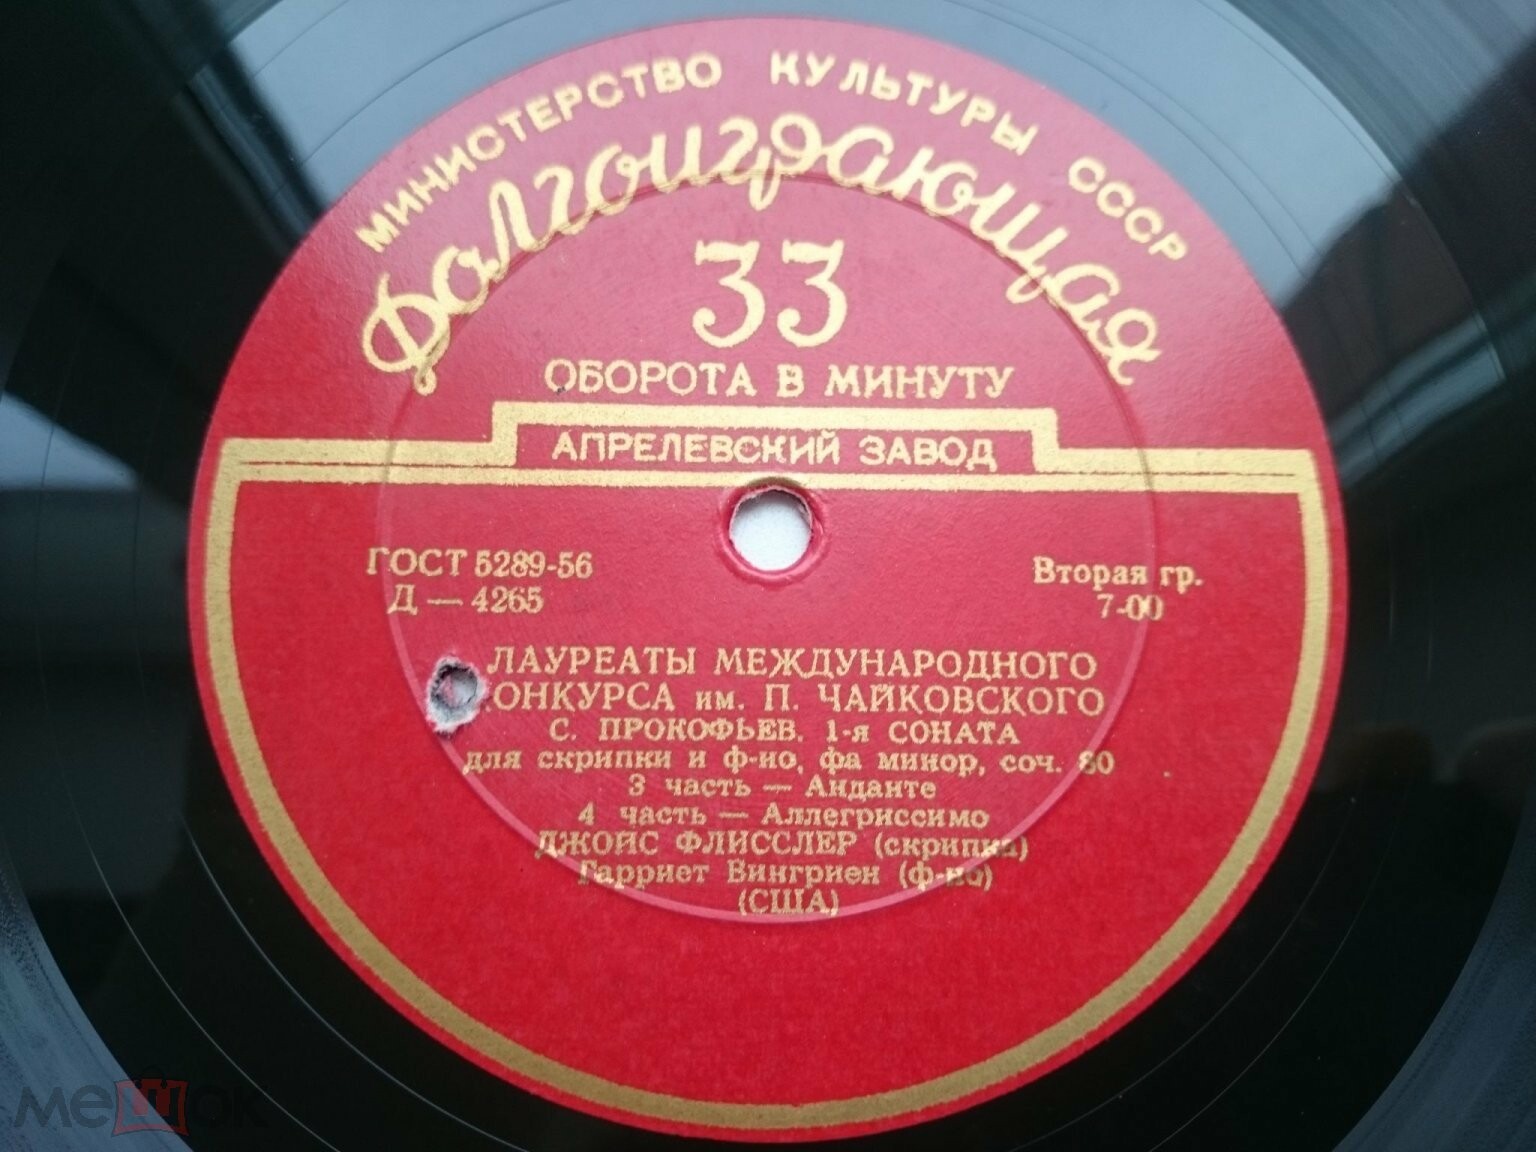 МИНИСТЕРСТВО КУЛЬТУРЫ СССР
Долгоиграющая
33
ОБОРОТА В МИНУТУ
АПРЕЛЕВСКИЙ ЗАВОД
ГОСТ 5289-56
Д — 4265
Вторая гр.
7-00
ЛАУРЕАТЫ МЕЖДУНАРОДНОГО
ОНКУРСА им. П. ЧАЙКОВСКОГО
С. ПРОКОФЬЕВ. 1-я СОНАТА
для скрипки и ф-но, фа минор, соч. 80
3 часть — Анданте
4 часть — Аллегриссимо
ДЖОЙС ФЛИССЛЕР (скрипка)
Гарриет Вингриен (ф-но)
(США)
мешок